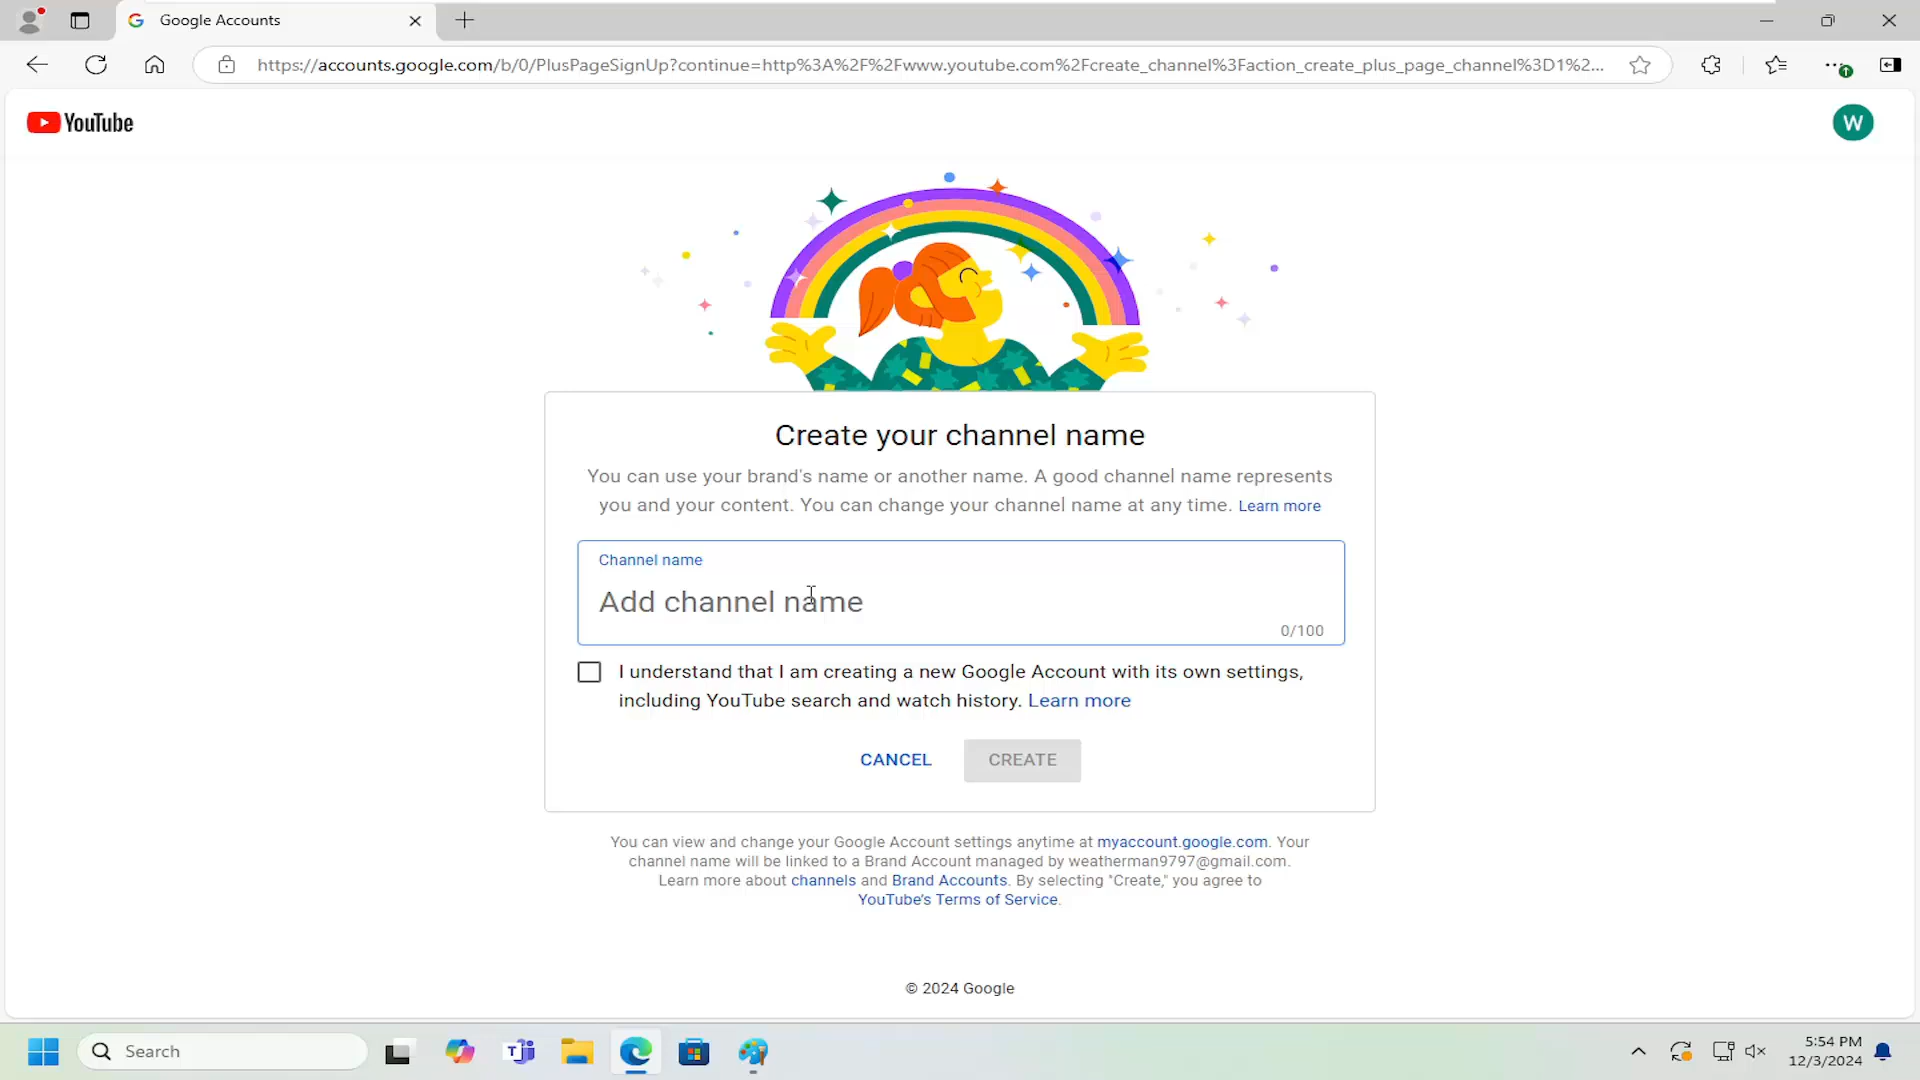 Google Accounts
https://accounts.google.com/b/0/PlusPageSignUp?continue=http%3A%2F%2Fwww.youtube.com%2Fcreate_channel%3Faction_create_plus_page_channel%3D1%2...
YouTube
W
Create your channel name
You can use your brand's name or another name. A good channel name represents
you and your content. You can change your channel name at any time. Learn more
Channel name
Add channel name
0/100
I understand that I am creating a new Google Account with its own settings,
including YouTube search and watch history. Learn more
CANCEL CREATE
You can view and change your Google Account settings anytime at myaccount.google.com. Your
channel name will be linked to a Brand Account managed by weatherman9797@gmail.com.
Learn more about channels and Brand Accounts. By selecting "Create," you agree to
YouTube's Terms of Service.
© 2024 Google
Search
5:54 PM
12/3/2024